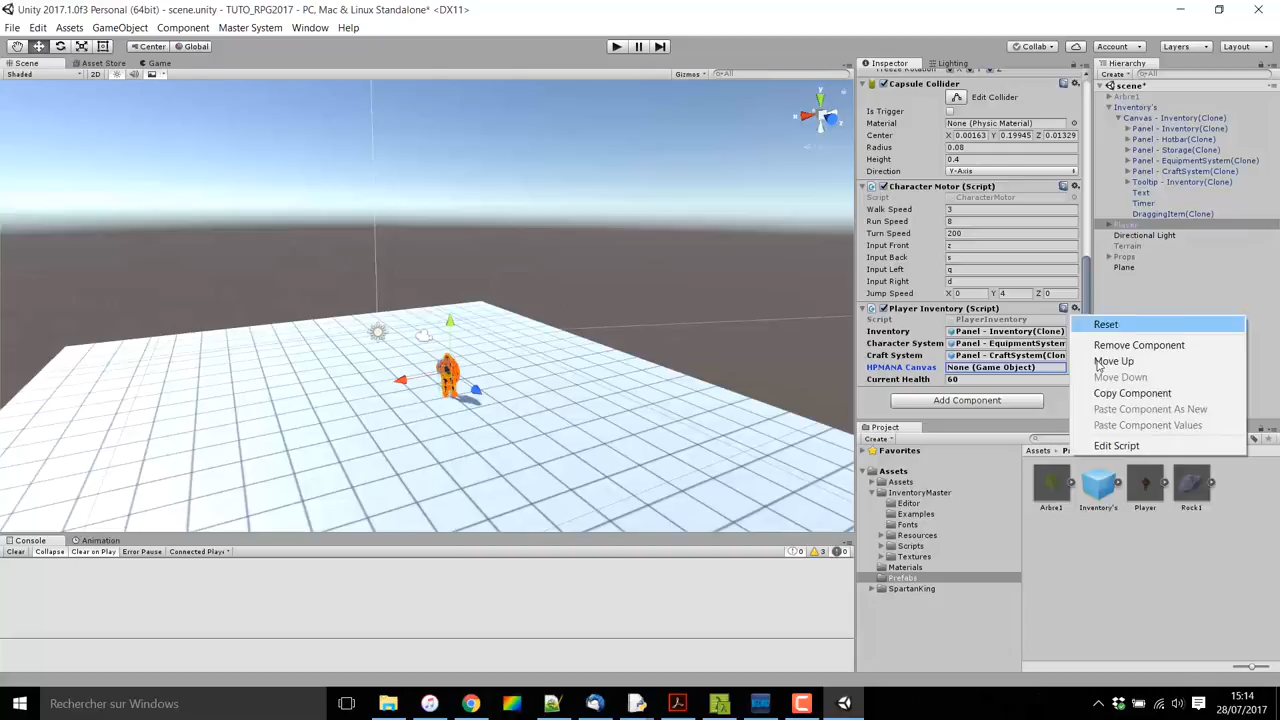 Unity 2017.1.0f3 Personal (64bit) - scene.unity - TUTO_RPG2017 - PC, Mac & Linux Standalone* <DX11>
File Edit Assets GameObject Component Master System Window Help
Center Global Collab Account Layers Layout
Scene Asset Store Game
Shaded 2D Gizmos All
y
x
z
Console Animation
Clear Collapse Clear on Play Error Pause Connected Playe 0 3 0
Inspector Lighting
Freeze Rotation X Y Z
Capsule Collider
Edit Collider
Is Trigger
Material None (Physic Material)
Center X 0.00163 Y 0.19945 Z 0.01329
Radius 0.08
Height 0.4
Direction Y-Axis
Character Motor (Script)
Script CharacterMotor
Walk Speed 3
Run Speed 8
Turn Speed 200
Input Front z
Input Back s
Input Left q
Input Right d
Jump Speed X 0 Y 4 Z 0
Player Inventory (Script)
Script PlayerInventory
Inventory Panel - Inventory(Clone)
Character System Panel - EquipmentSystem
Craft System Panel - CraftSystem(Clon
HPMANA Canvas None (Game Object)
Current Health 60
Add Component
Reset
Remove Component
Move Up
Move Down
Copy Component
Paste Component As New
Paste Component Values
Edit Script
Hierarchy
Create All
scene*
Arbre1
Inventory's
Canvas - Inventory(Clone)
Panel - Inventory(Clone)
Panel - Hotbar(Clone)
Panel - Storage(Clone)
Panel - EquipmentSystem(Clone)
Panel - CraftSystem(Clone)
Tooltip - Inventory(Clone)
Text
Timer
DraggingItem(Clone)
Player
Directional Light
Terrain
Props
Plane
Project
Create
Favorites
Assets
Assets
InventoryMaster
Editor
Examples
Fonts
Resources
Scripts
Textures
Materials
Prefabs
SpartanKing
Assets
Arbre1 Inventory's Player Rock1
Rechercher sur Windows
15:14
28/07/2017